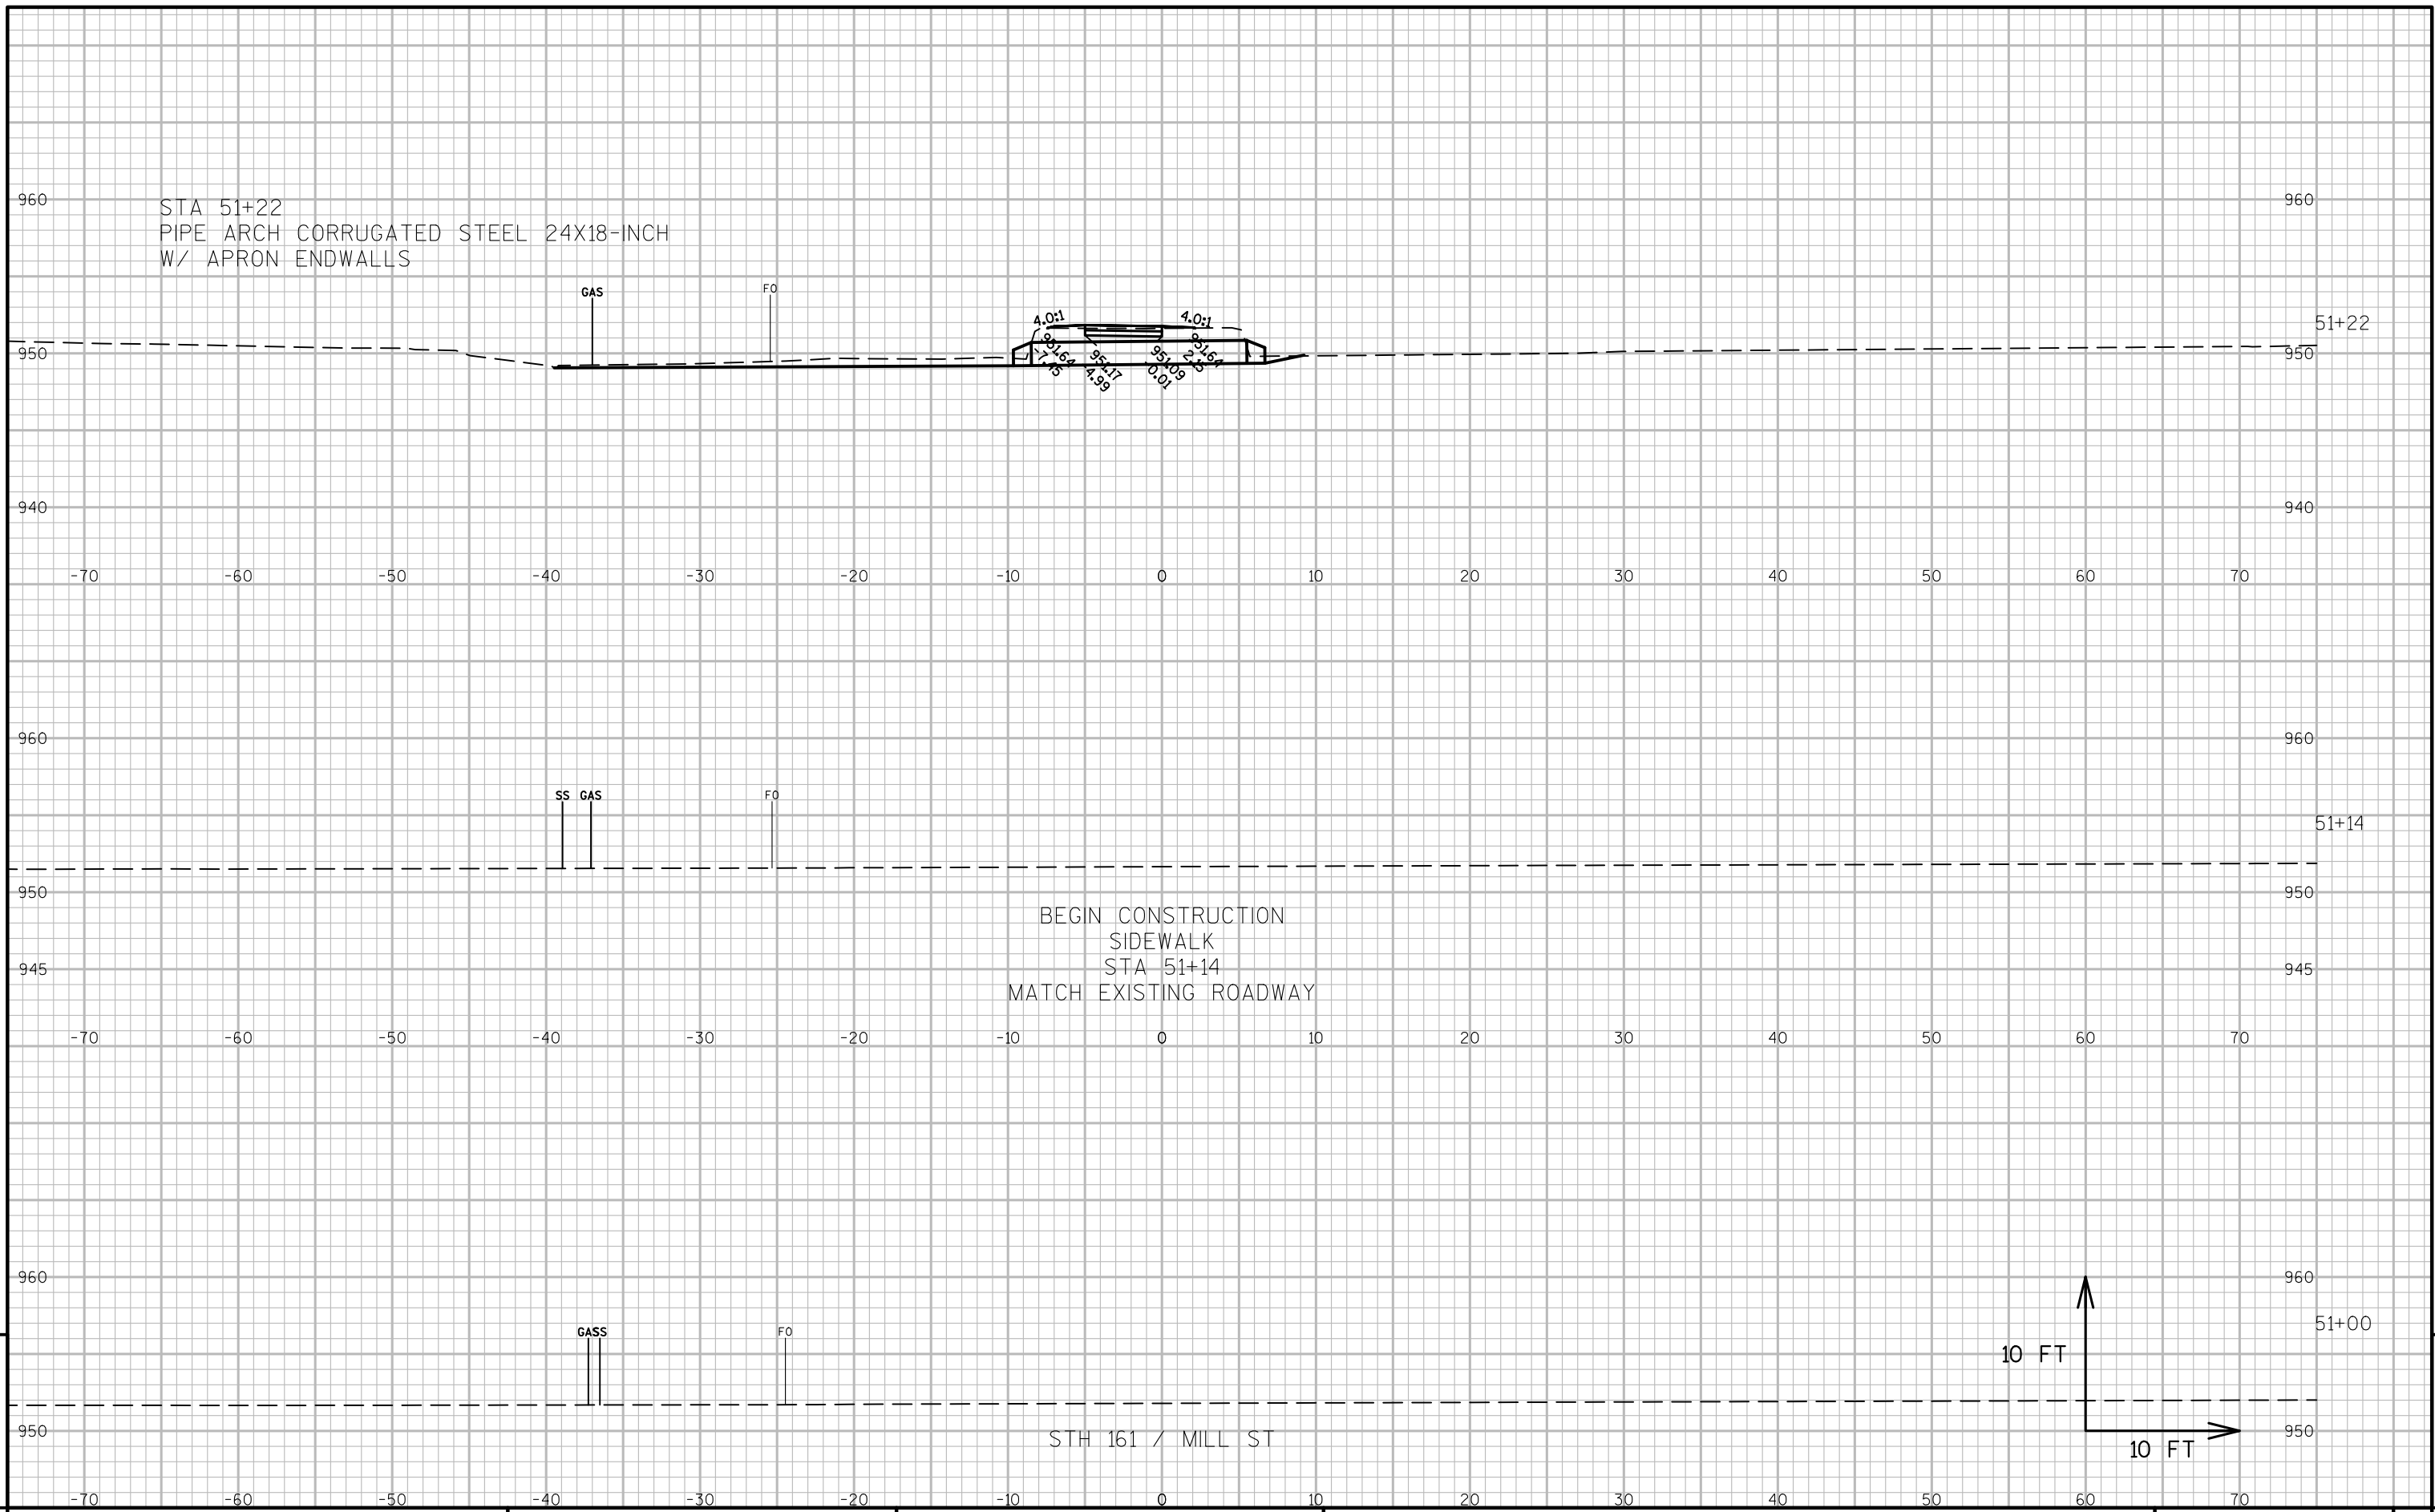 960 960
STA 51+22
PIPE ARCH CORRUGATED STEEL 24X18-INCH
W/ APRON ENDWALLS
GAS FO
4.0:1 4.0:1
51+22
951.64 951.17 951.09 951.64
-7.45 -4.99 -0.01 2.15
950 950
940 940
-70 -60 -50 -40 -30 -20 -10 0 10 20 30 40 50 60 70
960 960
SS GAS FO
51+14
950 950
BEGIN CONSTRUCTION
SIDEWALK
STA 51+14
945 945
MATCH EXISTING ROADWAY
-70 -60 -50 -40 -30 -20 -10 0 10 20 30 40 50 60 70
960 960
GASSS FO
51+00
10 FT
950 950
STH 161 / MILL ST
10 FT
-70 -60 -50 -40 -30 -20 -10 0 10 20 30 40 50 60 70